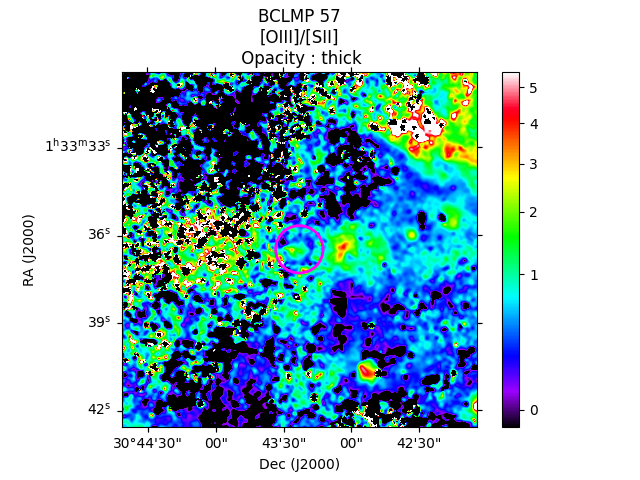 BCLMP 57
[OIII]/[SII]
Opacity : thick
5
4
3
2
1
0
1ʰ33ᵐ33ˢ
36ˢ
39ˢ
42ˢ
RA (J2000)
30°44'30" 00" 43'30" 00" 42'30"
Dec (J2000)